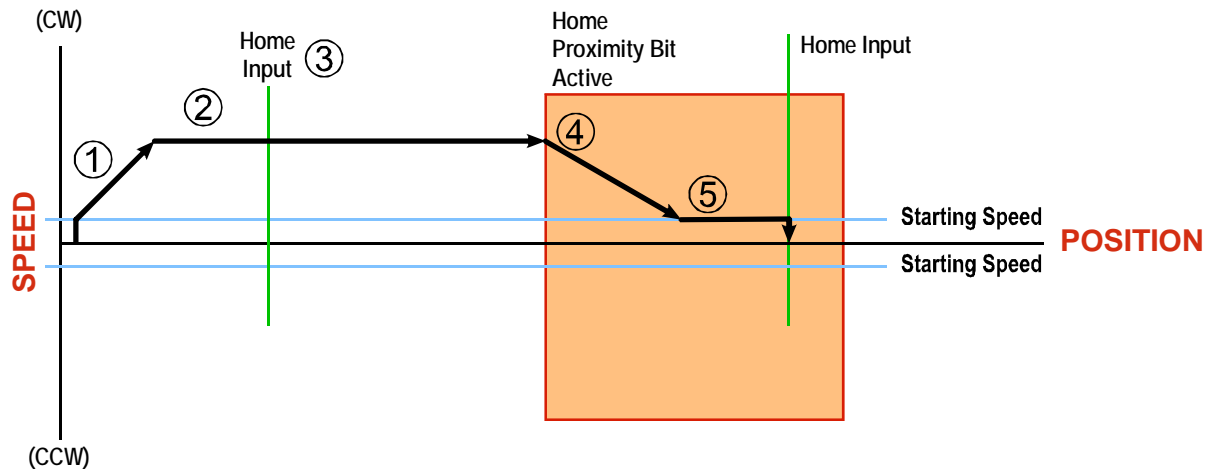 (CW)
Home
Input ③
Home
Proximity Bit
Active
Home Input
②
①
④
⑤
SPEED
Starting Speed
POSITION
Starting Speed
(CCW)